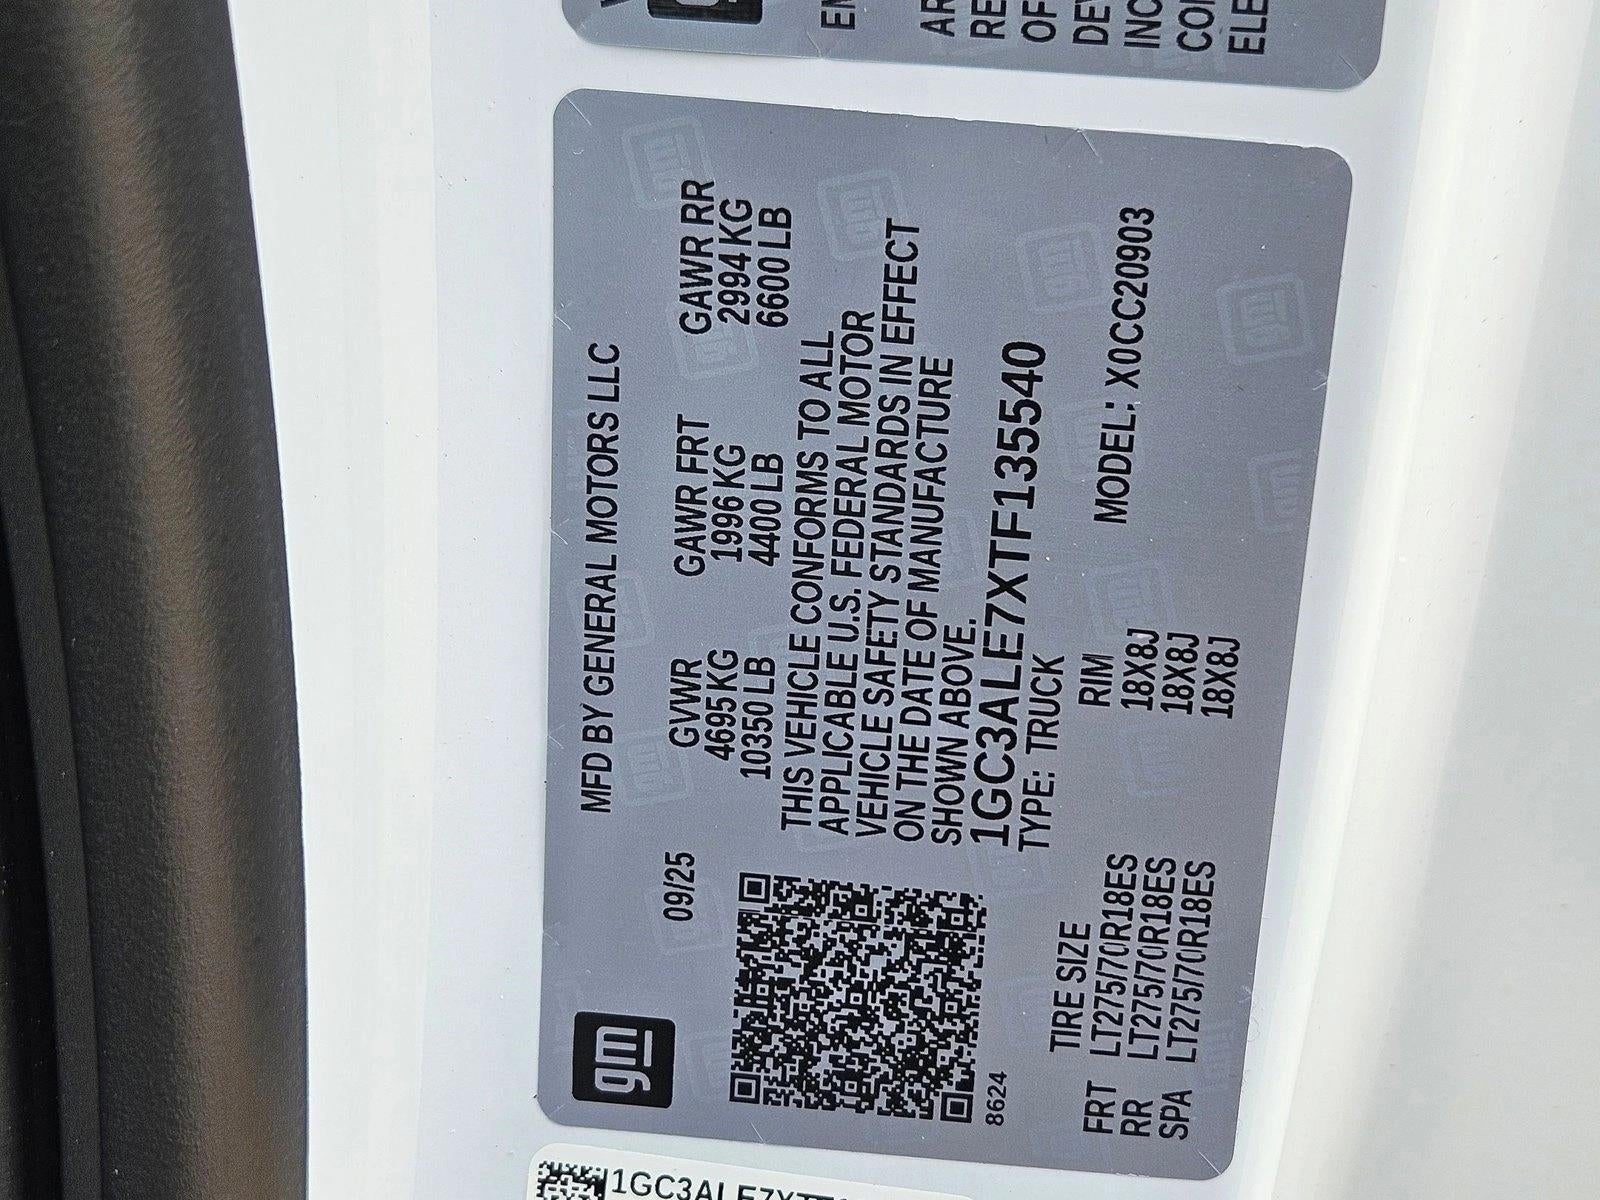 gm
MFD BY GENERAL MOTORS LLC
09/25
GVWR GAWR FRT GAWR RR
4695 KG 1996 KG 2994 KG
10350 LB 4400 LB 6600 LB
THIS VEHICLE CONFORMS TO ALL
APPLICABLE U.S. FEDERAL MOTOR
VEHICLE SAFETY STANDARDS IN EFFECT
ON THE DATE OF MANUFACTURE
SHOWN ABOVE.
1GC3ALE7XTF135540
TYPE: TRUCK
8624
MODEL: X0CC20903
TIRE SIZE RIM
FRT LT275/70R18ES 18X8J
RR LT275/70R18ES 18X8J
SPA LT275/70R18ES 18X8J